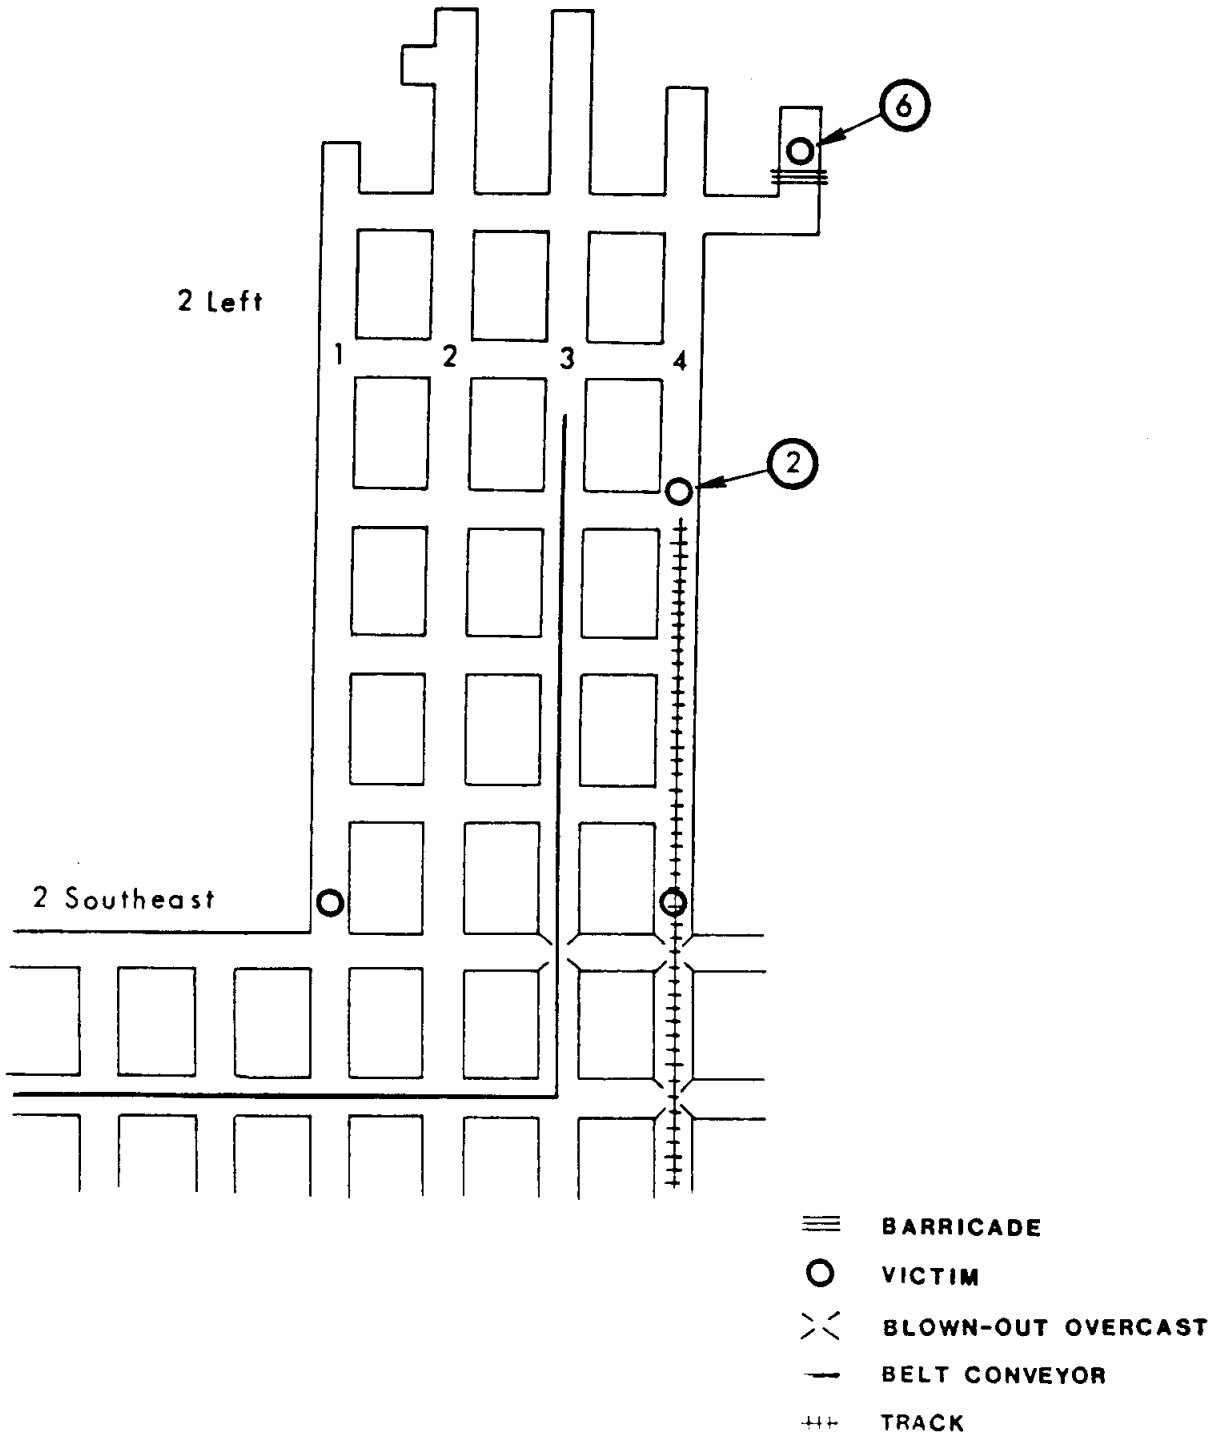 6
2 Left
1 2 3 4
2
2 Southeast
BARRICADE
VICTIM
BLOWN-OUT OVERCAST
BELT CONVEYOR
TRACK